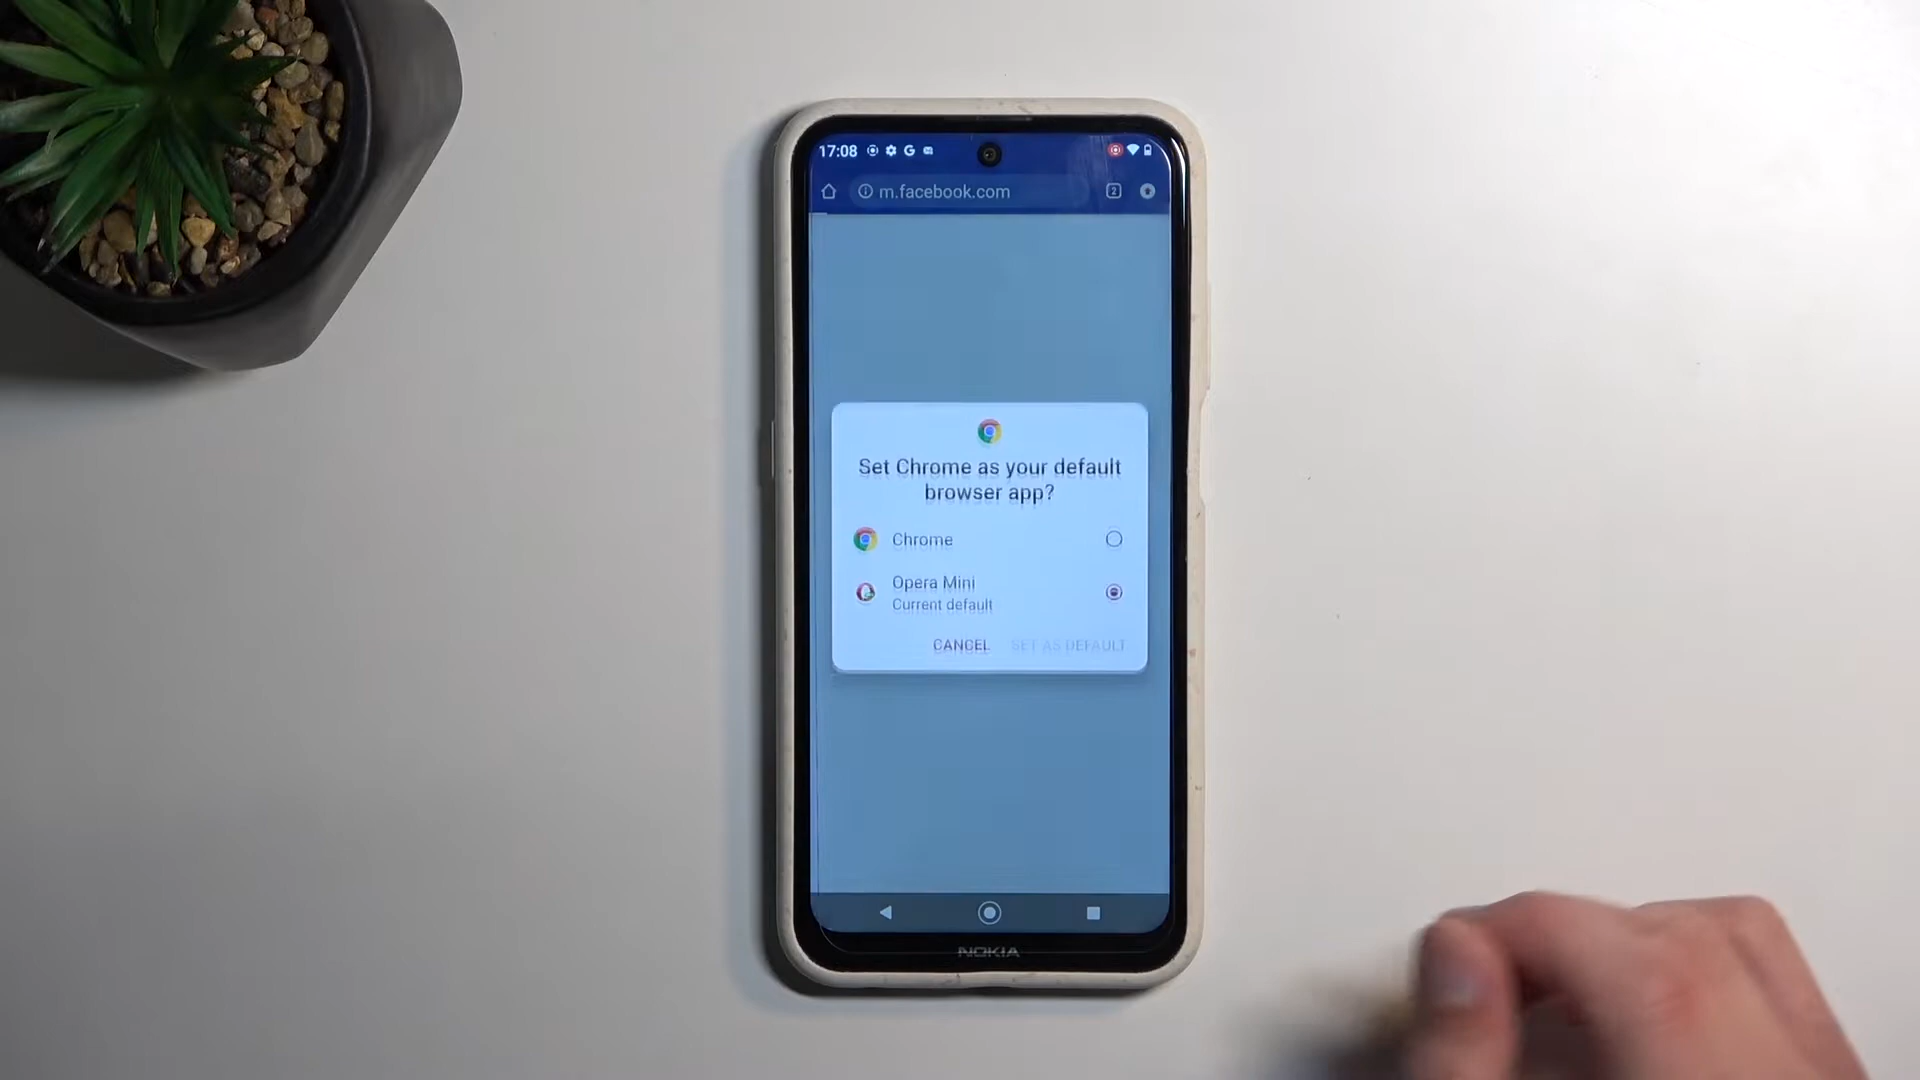 17:08
m.facebook.com
2
Set Chrome as your default
browser app?
Chrome
Opera Mini
Current default
CANCEL SET AS DEFAULT
NOKIA